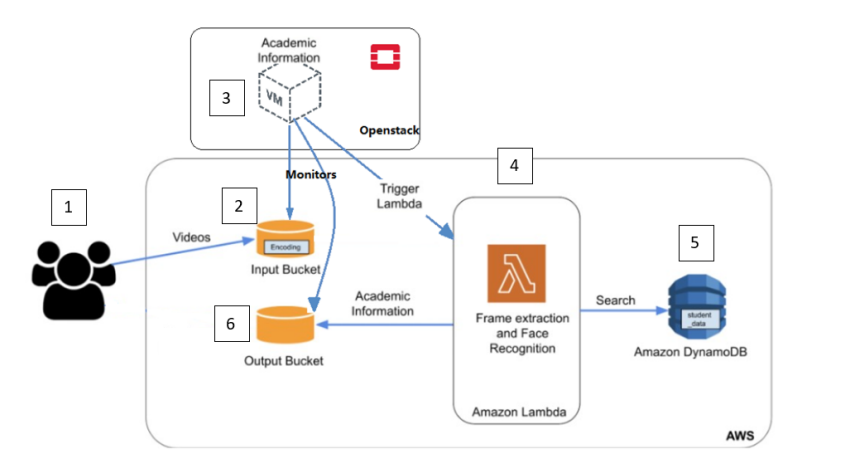 Academic
Information
3
VM
Openstack
4
Monitors
Trigger
Lambda
1
2
5
Videos
Encoding
Input Bucket
6
Academic
Information
Output Bucket
Frame extraction
and Face
Recognition
Search
student
_data
Amazon DynamoDB
Amazon Lambda
AWS